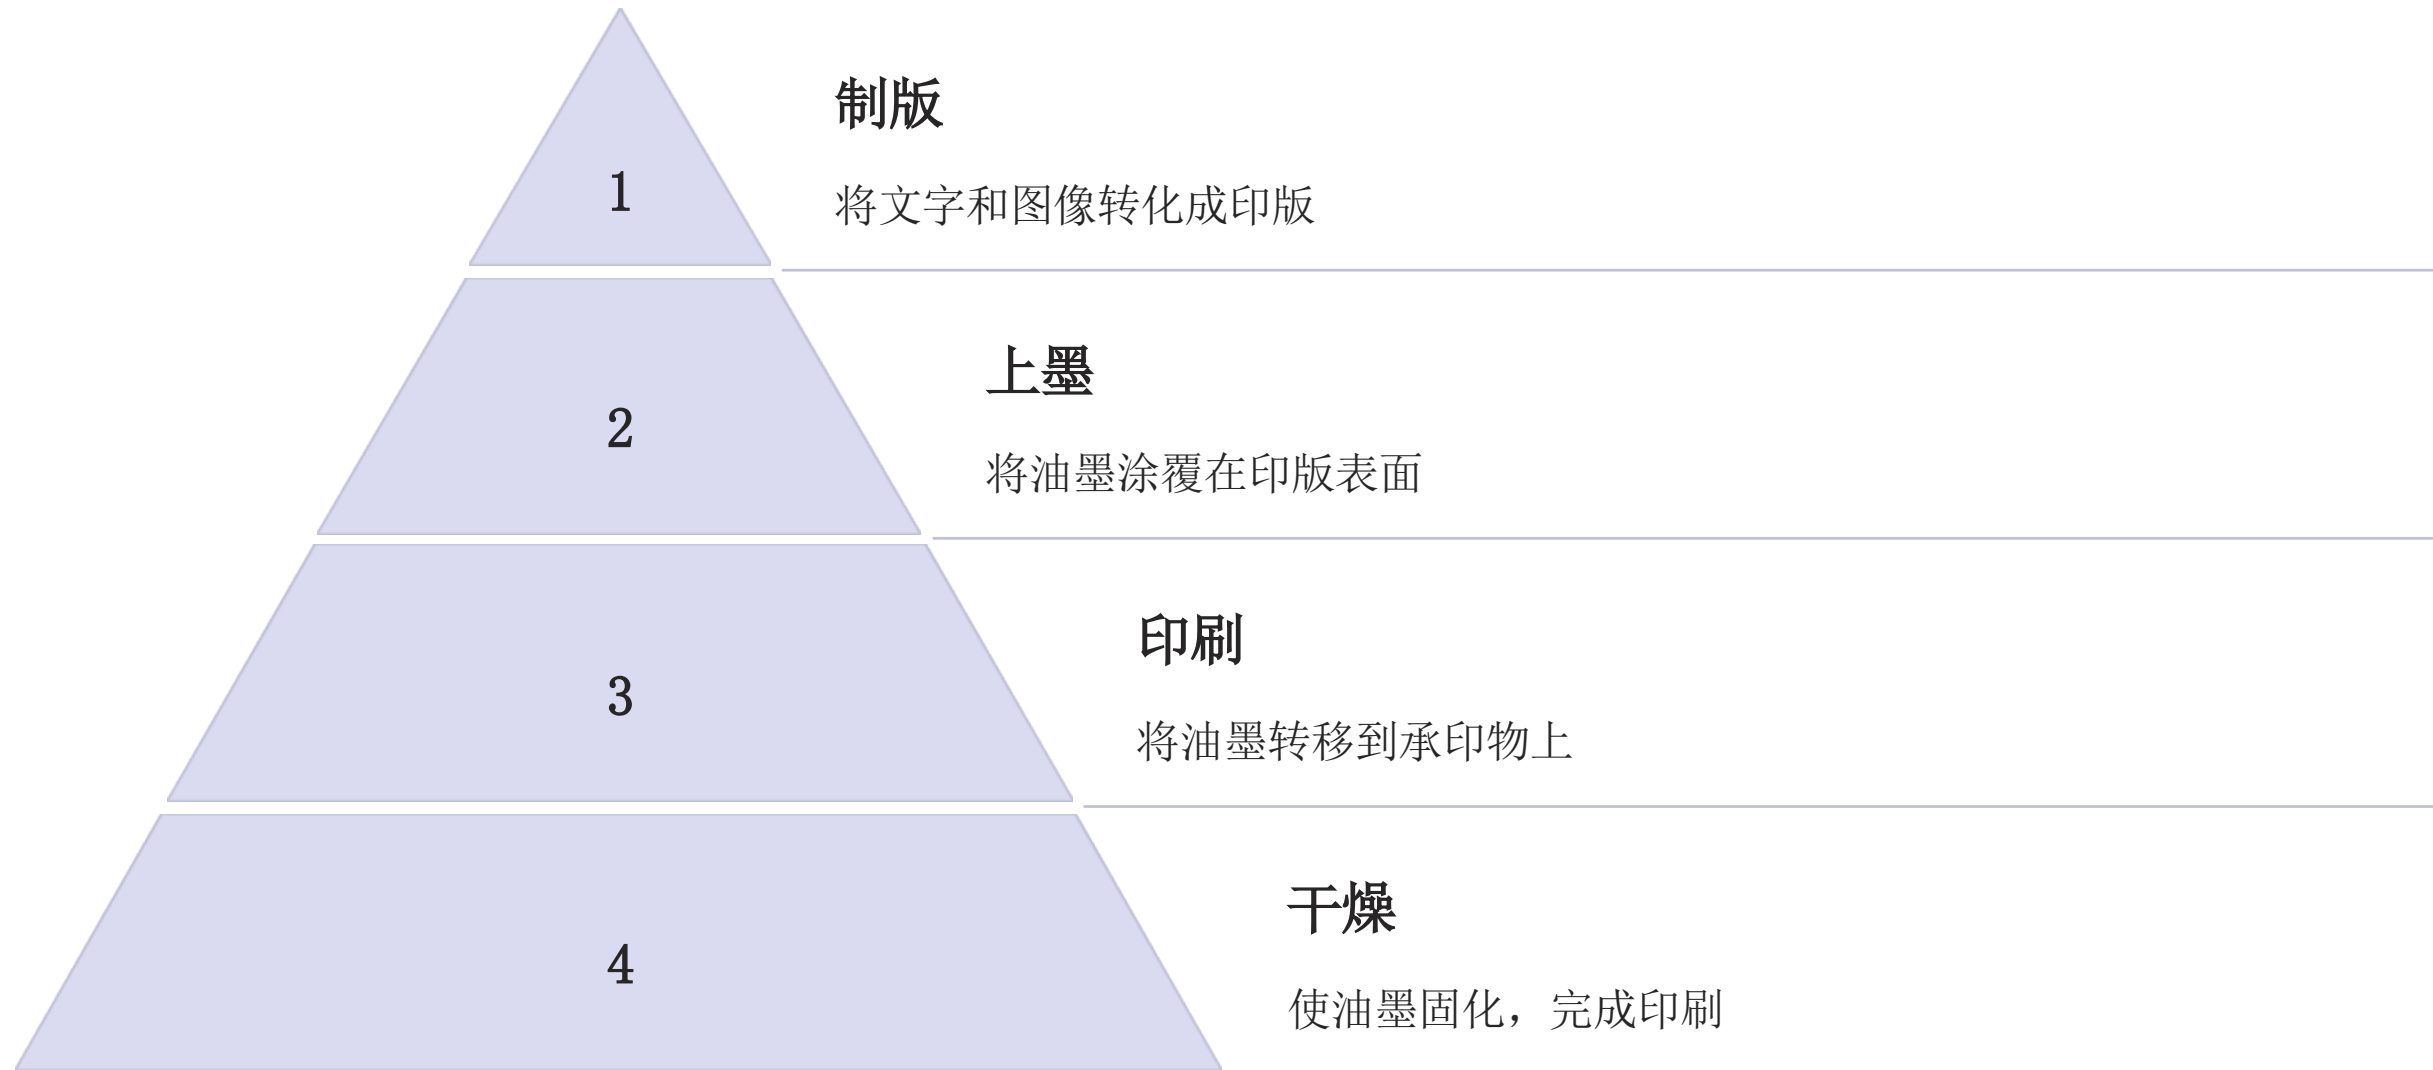 制版
1
将文字和图像转化成印版
上墨
2
将油墨涂覆在印版表面
印刷
3
将油墨转移到承印物上
干燥
4
使油墨固化，完成印刷